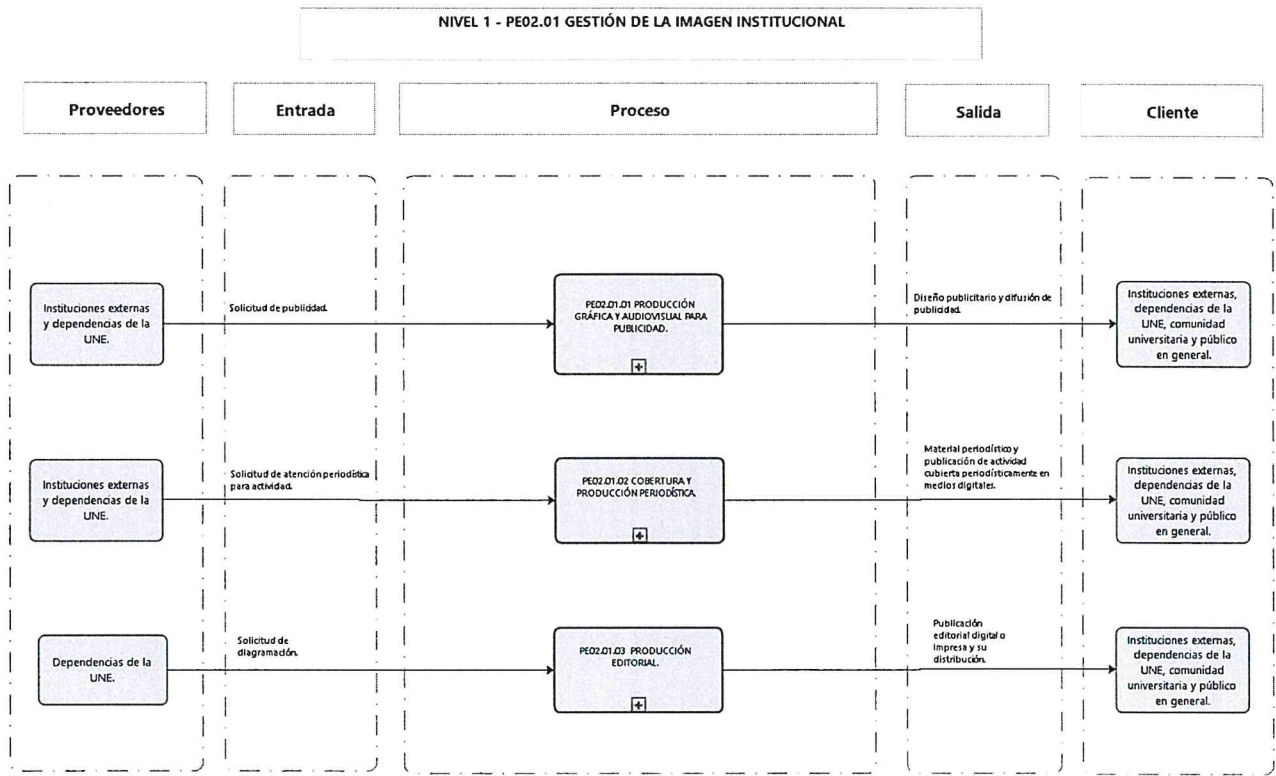 NIVEL 1 - PE02.01 GESTIÓN DE LA IMAGEN INSTITUCIONAL
Proveedores
Entrada
Proceso
Salida
Cliente
Instituciones externas
y dependencias de la
UNE.
Solicitud de publicidad.
PE02.01.01 PRODUCCIÓN
GRÁFICA Y AUDIOVISUAL PARA
PUBLICIDAD.
Diseño publicitario y difusión de
publicidad.
Instituciones externas,
dependencias de la
UNE, comunidad
universitaria y público
en general.
Instituciones externas
y dependencias de la
UNE.
Solicitud de atención periodística
para actividad.
PE02.01.02 COBERTURA Y
PRODUCCIÓN PERIODÍSTICA.
Material periodístico y
publicación de actividad
cubierta periodísticamente en
medios digitales.
Instituciones externas,
dependencias de la
UNE, comunidad
universitaria y público
en general.
Dependencias de la
UNE.
Solicitud de
diagramación.
PE02.01.03 PRODUCCIÓN
EDITORIAL.
Publicación
editorial digital o
impresa y su
distribución.
Instituciones externas,
dependencias de la
UNE, comunidad
universitaria y público
en general.